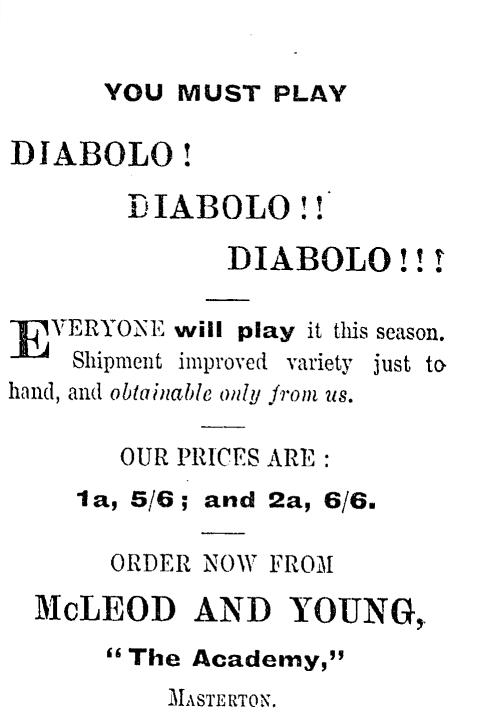 YOU MUST PLAY
DIABOLO!
DIABOLO!!
DIABOLO!!!
EVERYONE will play it this season.
Shipment improved variety just to
hand, and obtainable only from us.
OUR PRICES ARE :
1a, 5/6; and 2a, 6/6.
ORDER NOW FROM
McLEOD AND YOUNG,
"The Academy,"
MASTERTON.